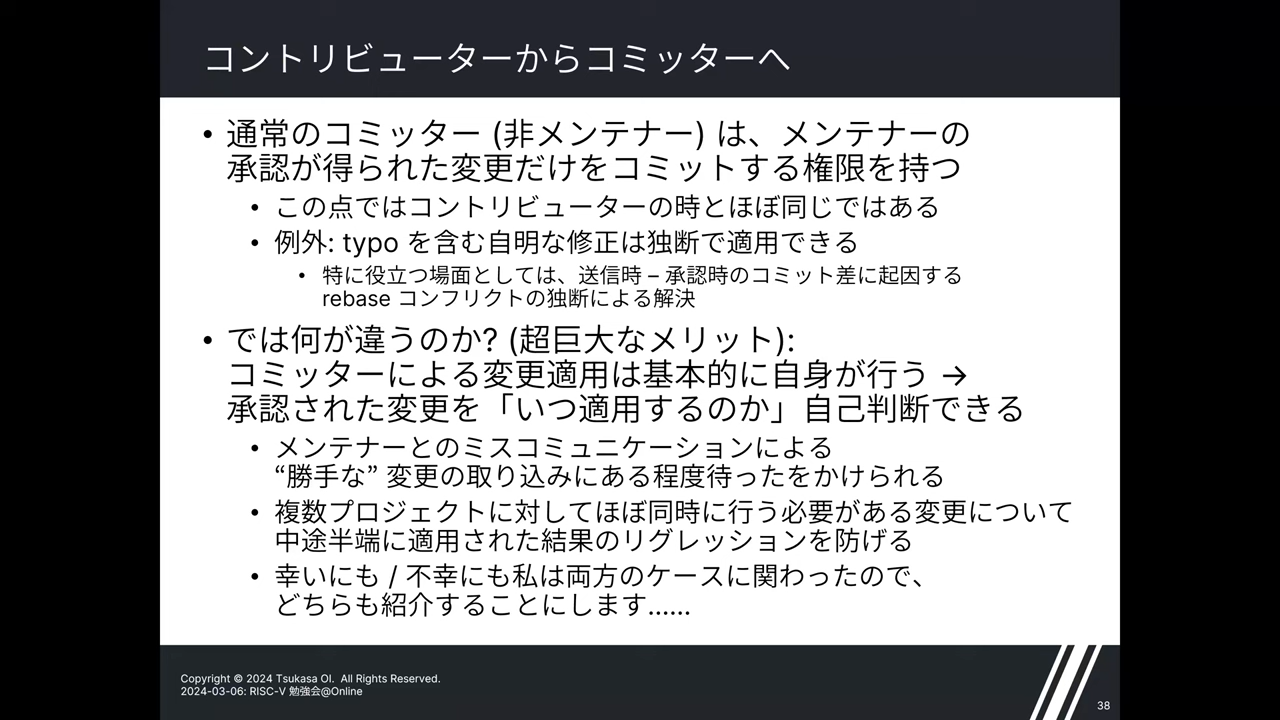 コントリビューターからコミッターへ
• 通常のコミッター (非メンテナー) は、メンテナーの
承認が得られた変更だけをコミットする権限を持つ
• この点ではコントリビューターの時とほぼ同じではある
• 例外: typo を含む自明な修正は独断で適用できる
• 特に役立つ場面としては、送信時 – 承認時のコミット差に起因する
rebase コンフリクトの独断による解決
• では何が違うのか? (超巨大なメリット):
コミッターによる変更適用は基本的に自身が行う →
承認された変更を「いつ適用するのか」自己判断できる
• メンテナーとのミスコミュニケーションによる
“勝手な” 変更の取り込みにある程度待ったをかけられる
• 複数プロジェクトに対してほぼ同時に行う必要がある変更について
中途半端に適用された結果のリグレッションを防げる
• 幸いにも / 不幸にも私は両方のケースに関わったので、
どちらも紹介することにします……
Copyright © 2024 Tsukasa OI. All Rights Reserved.
2024-03-06: RISC-V 勉強会@Online
38